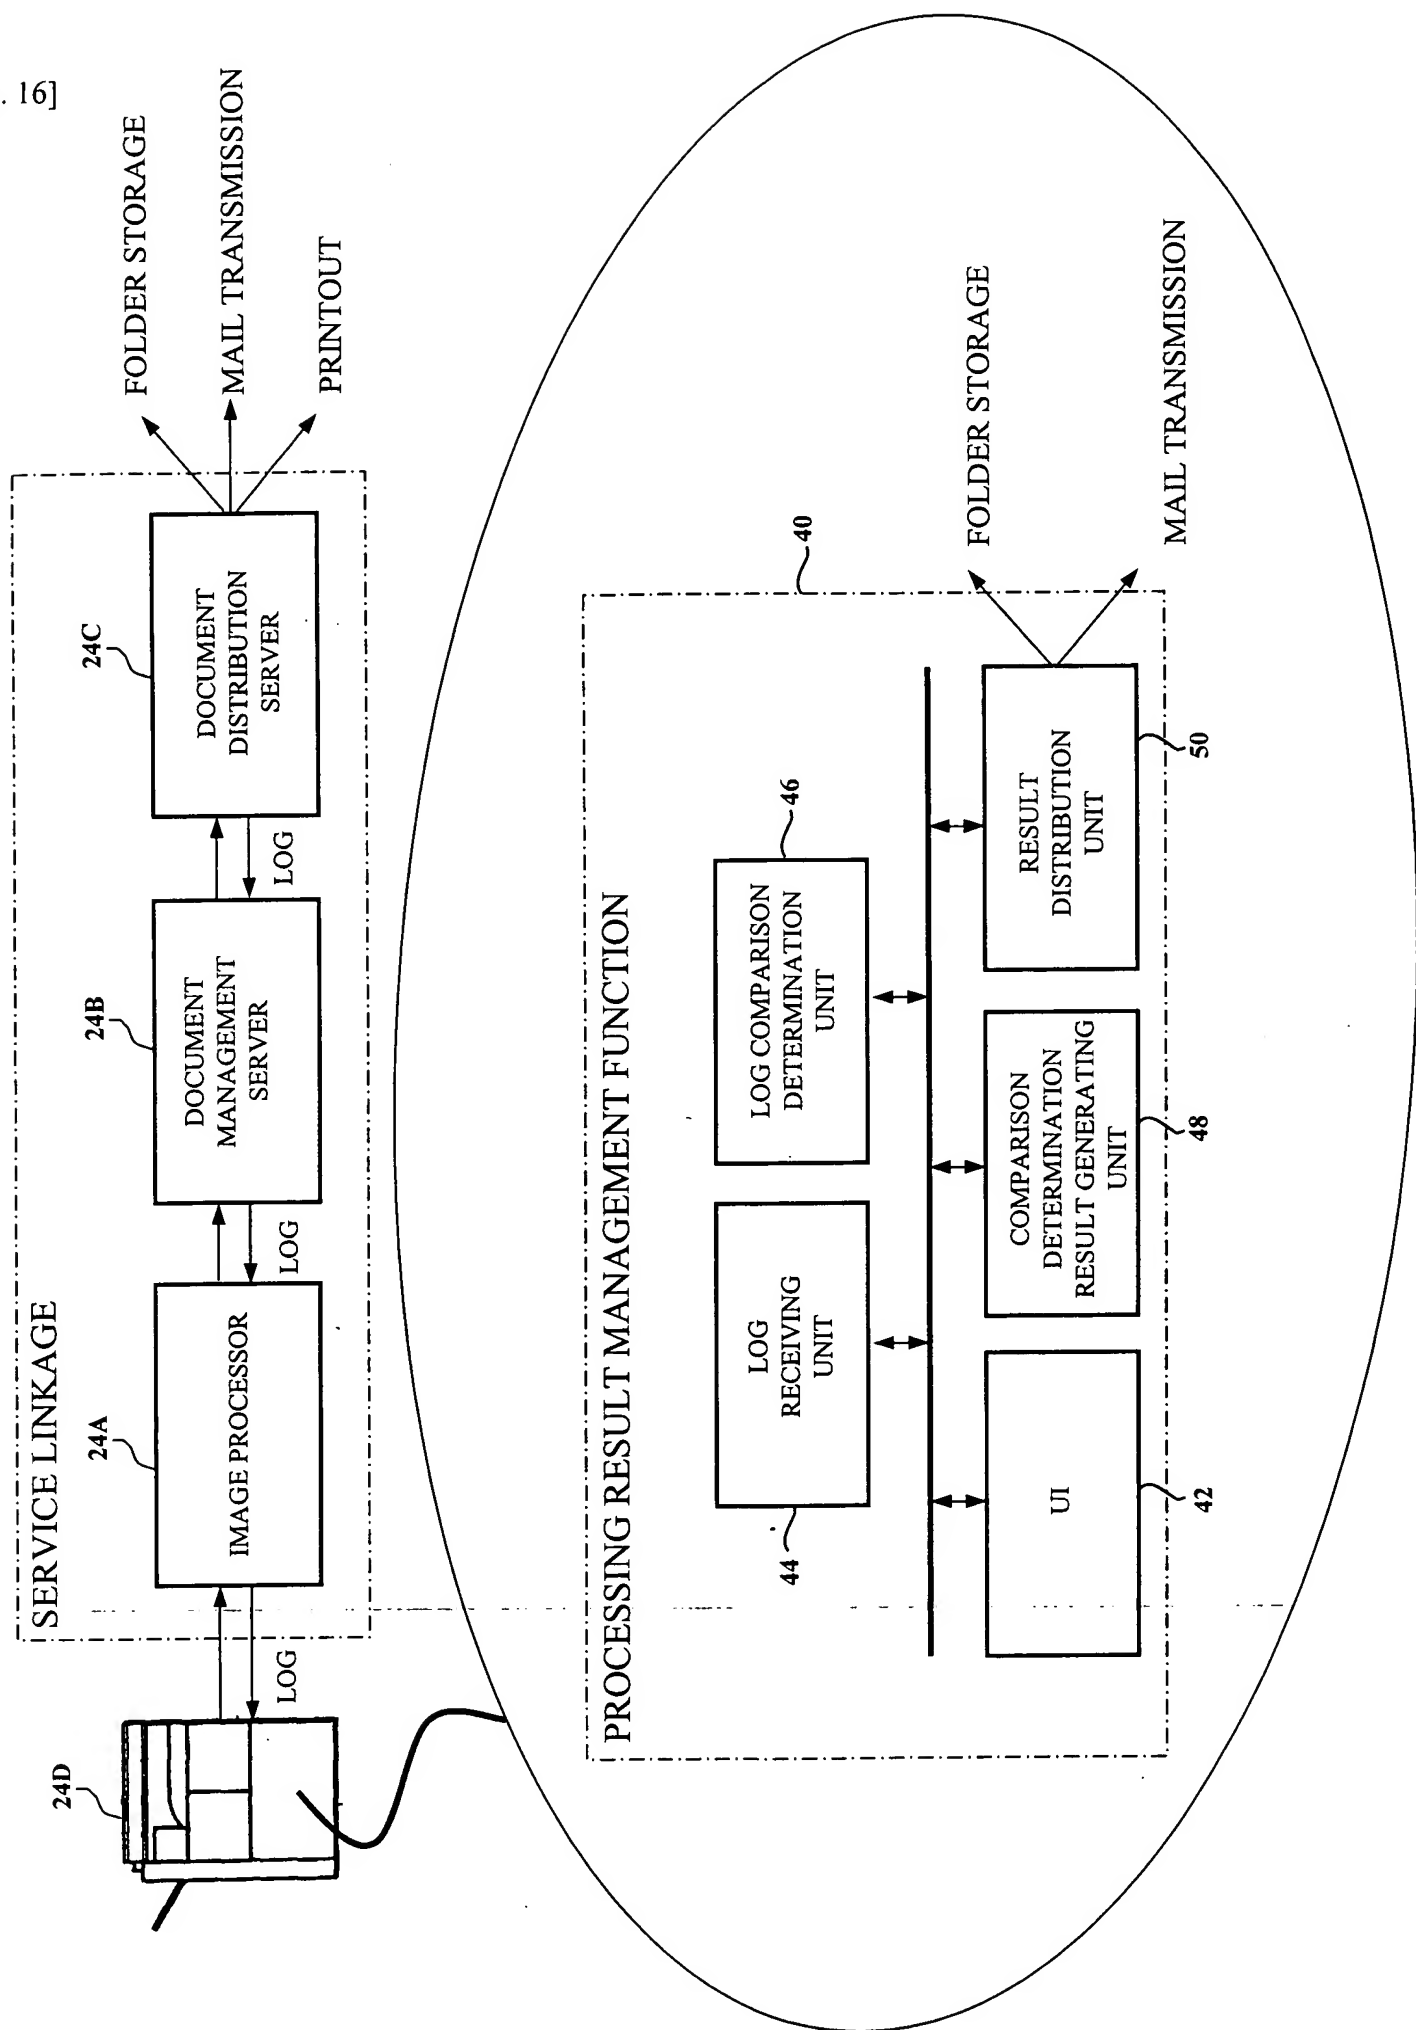 . 16]
SERVICE LINKAGE
24D
24A
24B
24C
IMAGE PROCESSOR
DOCUMENT
MANAGEMENT
SERVER
DOCUMENT
DISTRIBUTION
SERVER
LOG
LOG
LOG
FOLDER STORAGE
MAIL TRANSMISSION
PRINTOUT
PROCESSING RESULT MANAGEMENT FUNCTION
40
44
LOG
RECEIVING
UNIT
46
LOG COMPARISON
DETERMINATION
UNIT
UI
42
COMPARISON
DETERMINATION
RESULT GENERATING
UNIT
48
RESULT
DISTRIBUTION
UNIT
50
FOLDER STORAGE
MAIL TRANSMISSION